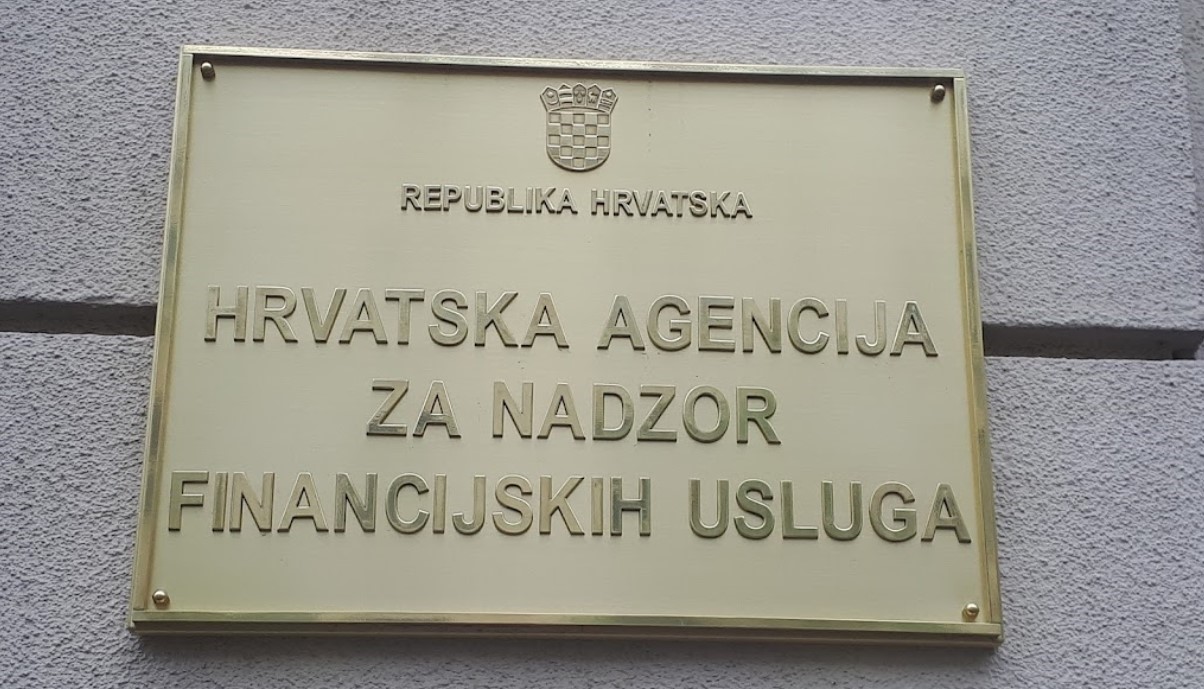 REPUBLIKA HRVATSKA
HRVATSKA AGENCIJA
ZA NADZOR
FINANCIJSKIH USLUGA